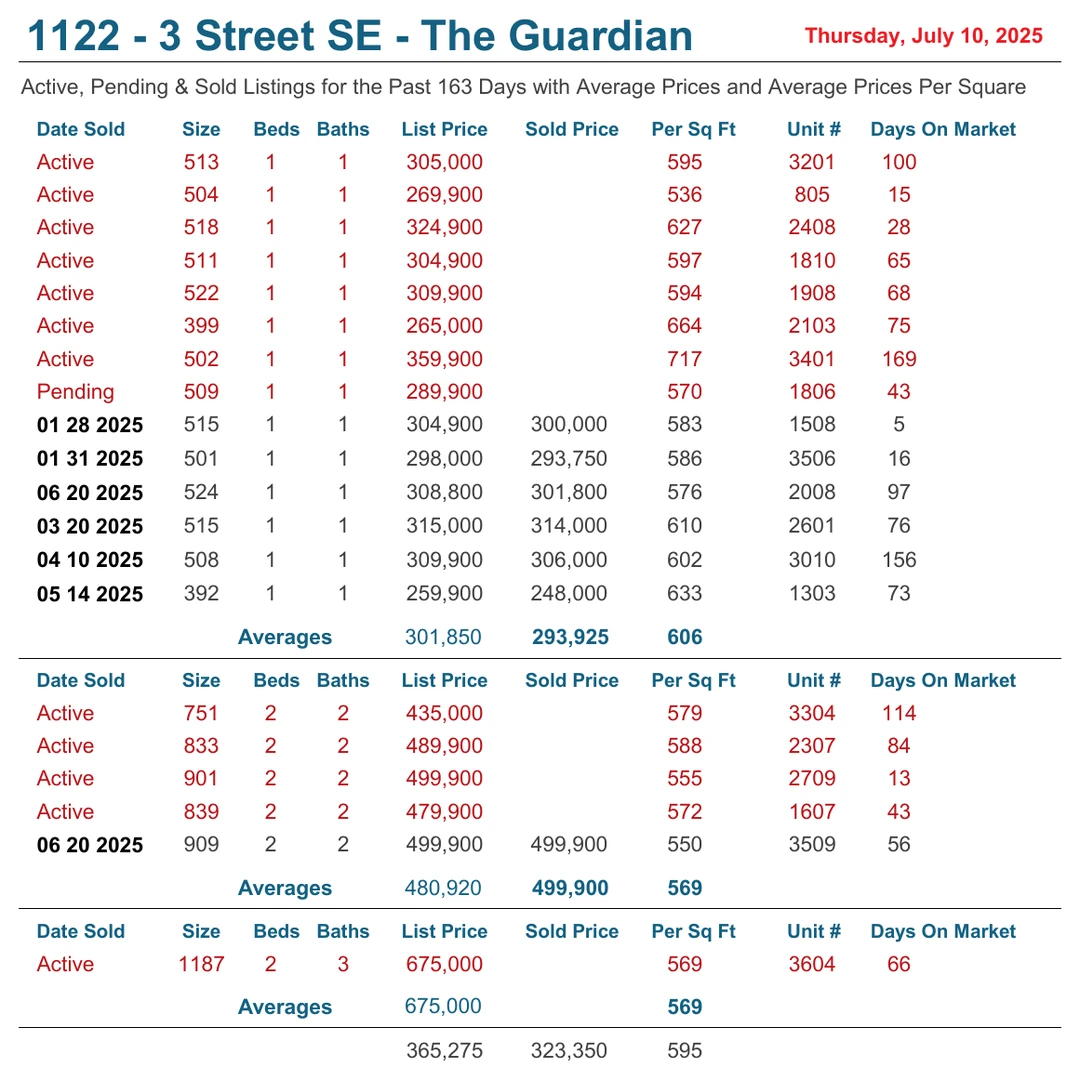 1122 - 3 Street SE - The Guardian Thursday, July 10, 2025
Active, Pending & Sold Listings for the Past 163 Days with Average Prices and Average Prices Per Square
Date Sold Size Beds Baths List Price Sold Price Per Sq Ft Unit # Days On Market
Active 513 1 1 305,000 595 3201 100
Active 504 1 1 269,900 536 805 15
Active 518 1 1 324,900 627 2408 28
Active 511 1 1 304,900 597 1810 65
Active 522 1 1 309,900 594 1908 68
Active 399 1 1 265,000 664 2103 75
Active 502 1 1 359,900 717 3401 169
Pending 509 1 1 289,900 570 1806 43
01 28 2025 515 1 1 304,900 300,000 583 1508 5
01 31 2025 501 1 1 298,000 293,750 586 3506 16
06 20 2025 524 1 1 308,800 301,800 576 2008 97
03 20 2025 515 1 1 315,000 314,000 610 2601 76
04 10 2025 508 1 1 309,900 306,000 602 3010 156
05 14 2025 392 1 1 259,900 248,000 633 1303 73
Averages 301,850 293,925 606
Date Sold Size Beds Baths List Price Sold Price Per Sq Ft Unit # Days On Market
Active 751 2 2 435,000 579 3304 114
Active 833 2 2 489,900 588 2307 84
Active 901 2 2 499,900 555 2709 13
Active 839 2 2 479,900 572 1607 43
06 20 2025 909 2 2 499,900 499,900 550 3509 56
Averages 480,920 499,900 569
Date Sold Size Beds Baths List Price Sold Price Per Sq Ft Unit # Days On Market
Active 1187 2 3 675,000 569 3604 66
Averages 675,000 569
365,275 323,350 595